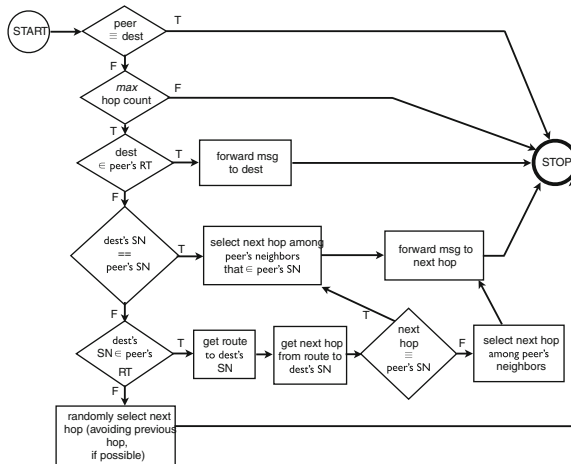 START
peer
≡ dest
T
F
max
hop count
F
T
dest
∈ peer's RT
T
forward msg
to dest
STOP
F
dest's SN
==
peer's SN
T
select next hop among
peer's neighbors
that ∈ peer's SN
forward msg to
next hop
F
dest's
SN ∈ peer's
RT
T
get route
to dest's
SN
get next hop
from route to
dest's SN
T
next
hop
≡
peer's SN
F
select next hop
among peer's
neighbors
F
randomly select next
hop (avoiding previous
hop,
if possible)